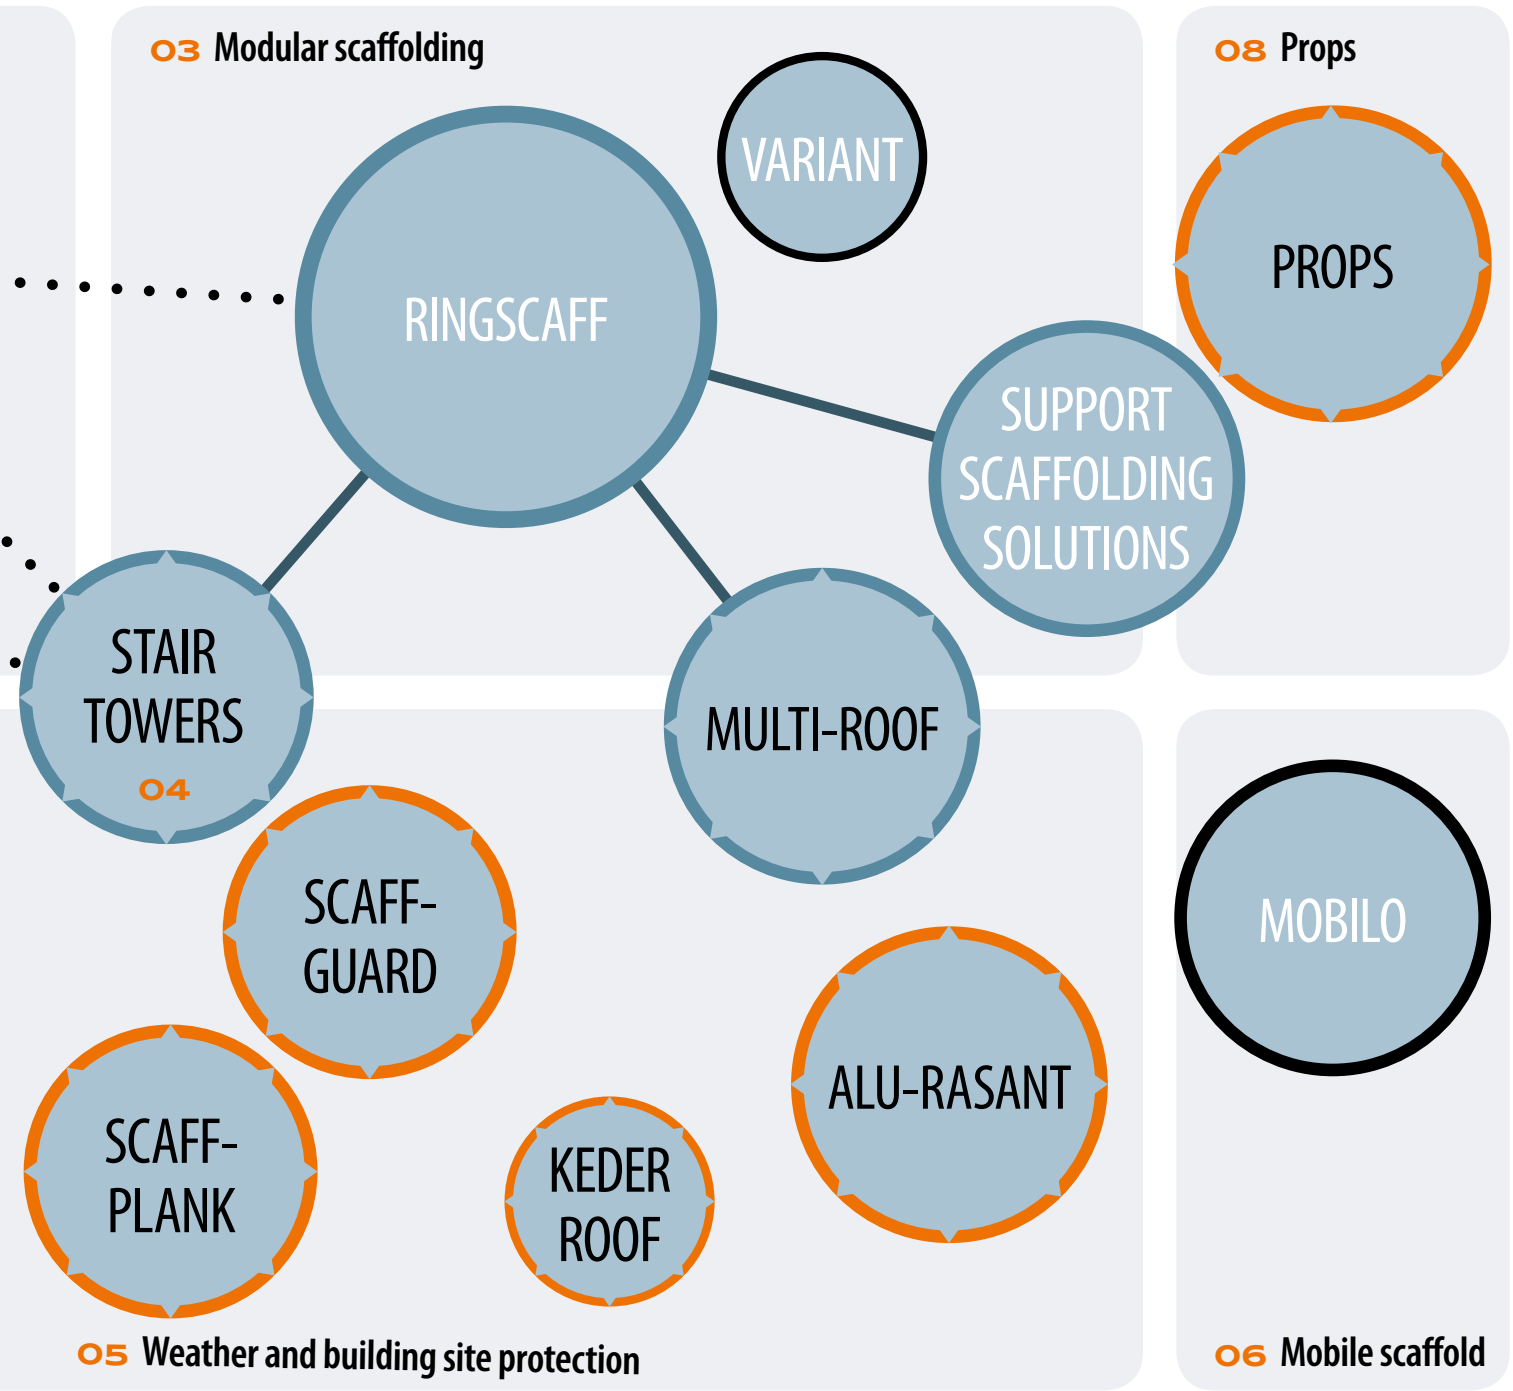 03 Modular scaffolding
08 Props
VARIANT
PROPS
RINGSCAFF
SUPPORT
SCAFFOLDING
SOLUTIONS
STAIR
TOWERS
04
MULTI-ROOF
SCAFF-
GUARD
MOBILO
ALU-RASANT
SCAFF-
PLANK
KEDER
ROOF
05 Weather and building site protection
06 Mobile scaffold